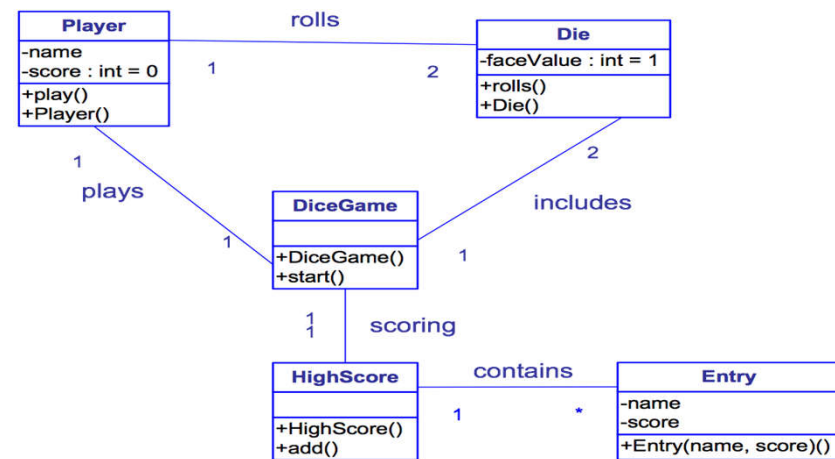 rolls
Player
-name
-score : int = 0
+play()
+Player()
1
2
Die
-faceValue : int = 1
+rolls()
+Die()
1
plays
1
2
includes
1
DiceGame
+DiceGame()
+start()
1
1
scoring
HighScore
+HighScore()
+add()
contains
1
*
Entry
-name
-score
+Entry(name, score)()